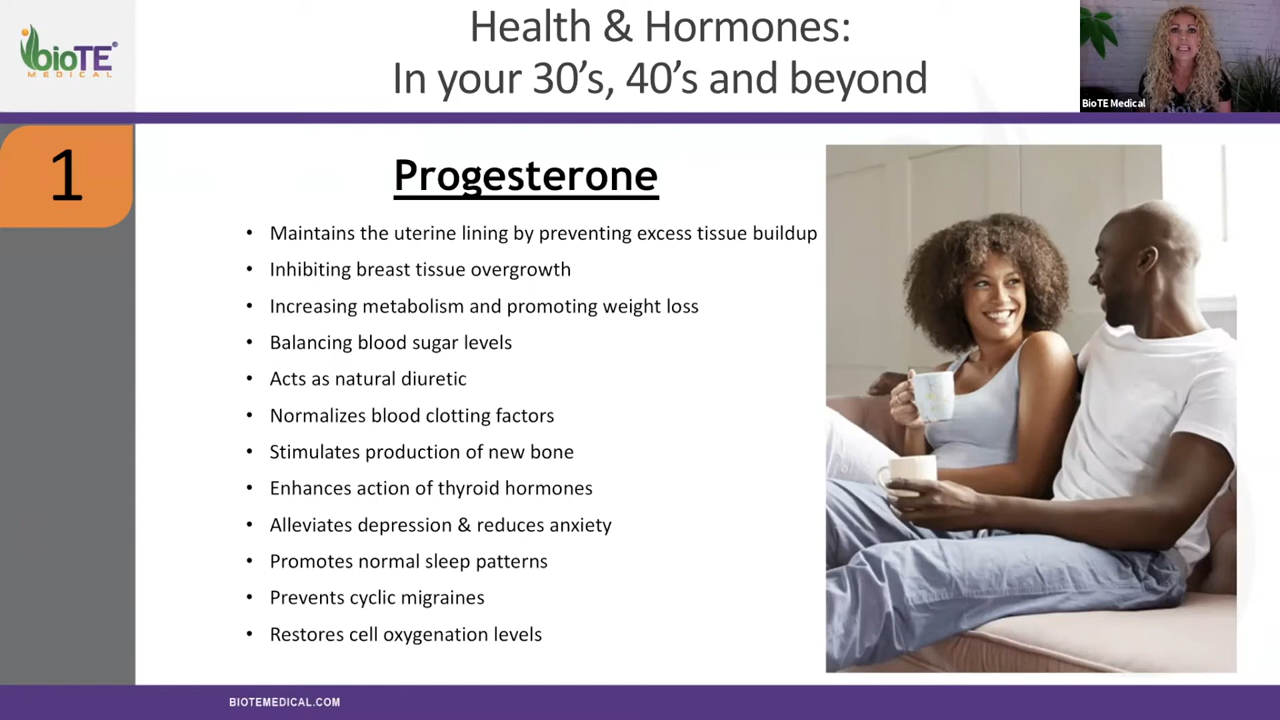 bioTE®
MEDICAL
Health & Hormones:
In your 30’s, 40’s and beyond
BioTE Medical
1
Progesterone
• Maintains the uterine lining by preventing excess tissue buildup
• Inhibiting breast tissue overgrowth
• Increasing metabolism and promoting weight loss
• Balancing blood sugar levels
• Acts as natural diuretic
• Normalizes blood clotting factors
• Stimulates production of new bone
• Enhances action of thyroid hormones
• Alleviates depression & reduces anxiety
• Promotes normal sleep patterns
• Prevents cyclic migraines
• Restores cell oxygenation levels
BIOTEMEDICAL.COM